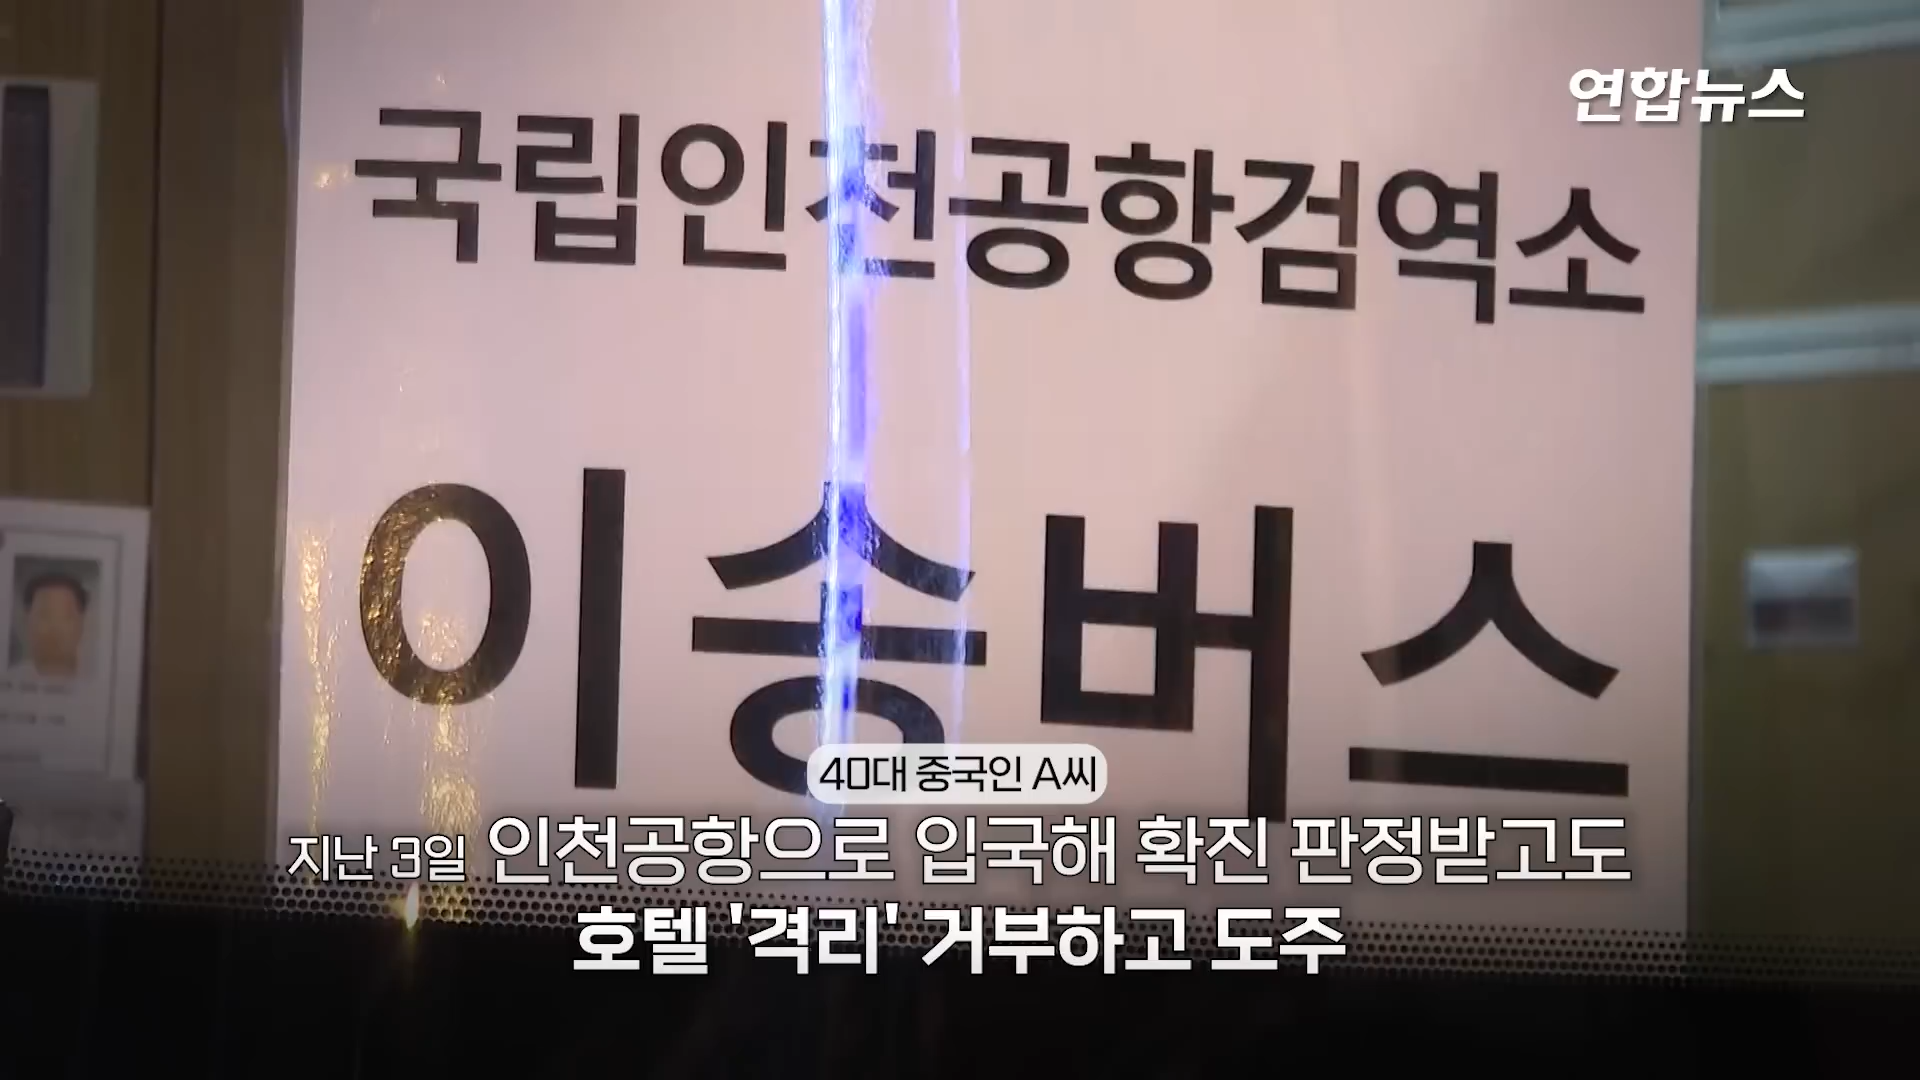 연합뉴스
국립인천공항검역소
이송버스
40대 중국인 A씨
지난 3일 인천공항으로 입국해 확진 판정받고도
호텔 '격리' 거부하고 도주